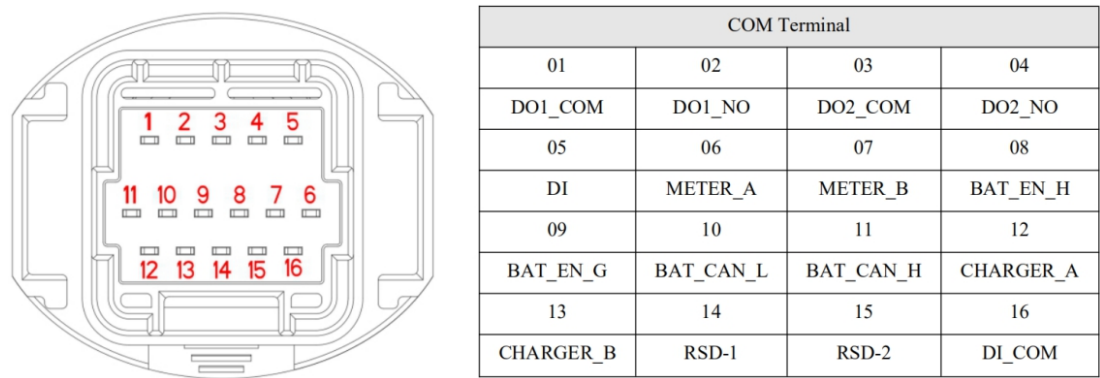 1 2 3 4 5
11 10 9 8 7 6
12 13 14 15 16
COM Terminal
01 02 03 04
DO1_COM DO1_NO DO2_COM DO2_NO
05 06 07 08
DI METER_A METER_B BAT_EN_H
09 10 11 12
BAT_EN_G BAT_CAN_L BAT_CAN_H CHARGER_A
13 14 15 16
CHARGER_B RSD-1 RSD-2 DI_COM